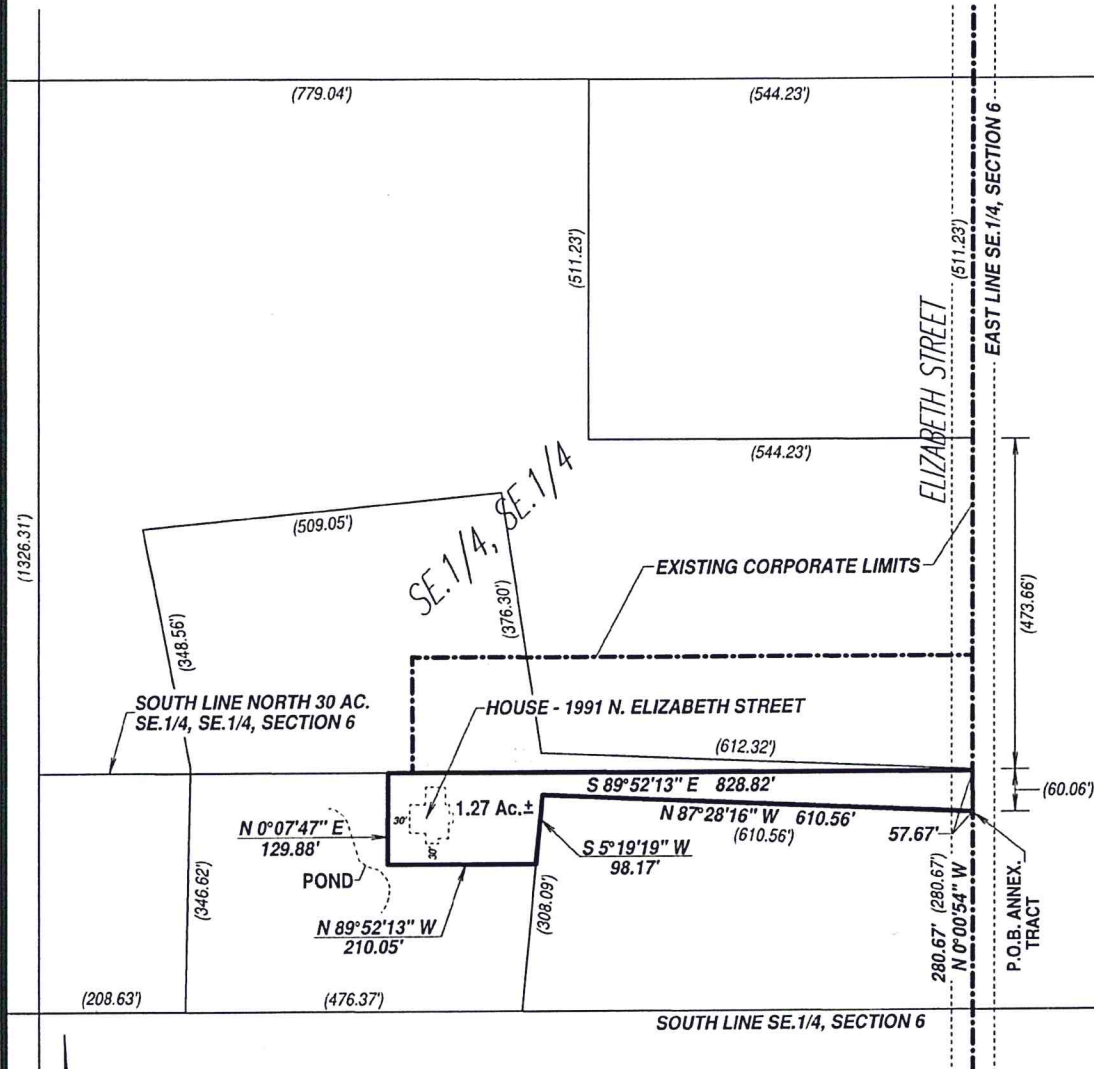 (779.04')
(544.23')
EAST LINE SE.1/4, SECTION 6
(511.23')
(511.23')
ELIZABETH STREET
(544.23')
SE.1/4, SE.1/4
(509.05')
(1326.31')
EXISTING CORPORATE LIMITS
(376.30')
(473.66')
(348.56')
SOUTH LINE NORTH 30 AC.
SE.1/4, SE.1/4, SECTION 6
HOUSE - 1991 N. ELIZABETH STREET
(612.32')
S 89°52'13" E 828.82'
(60.06')
1.27 Ac.±
N 87°28'16" W 610.56'
(610.56')
57.67'
30'
30'
N 0°07'47" E
129.88'
S 5°19'19" W
98.17'
POND
(346.62')
(308.09')
N 89°52'13" W
210.05'
280.67' (280.67')
N 0°00'54" W
P.O.B. ANNEX.
TRACT
(208.63')
(476.37')
SOUTH LINE SE.1/4, SECTION 6